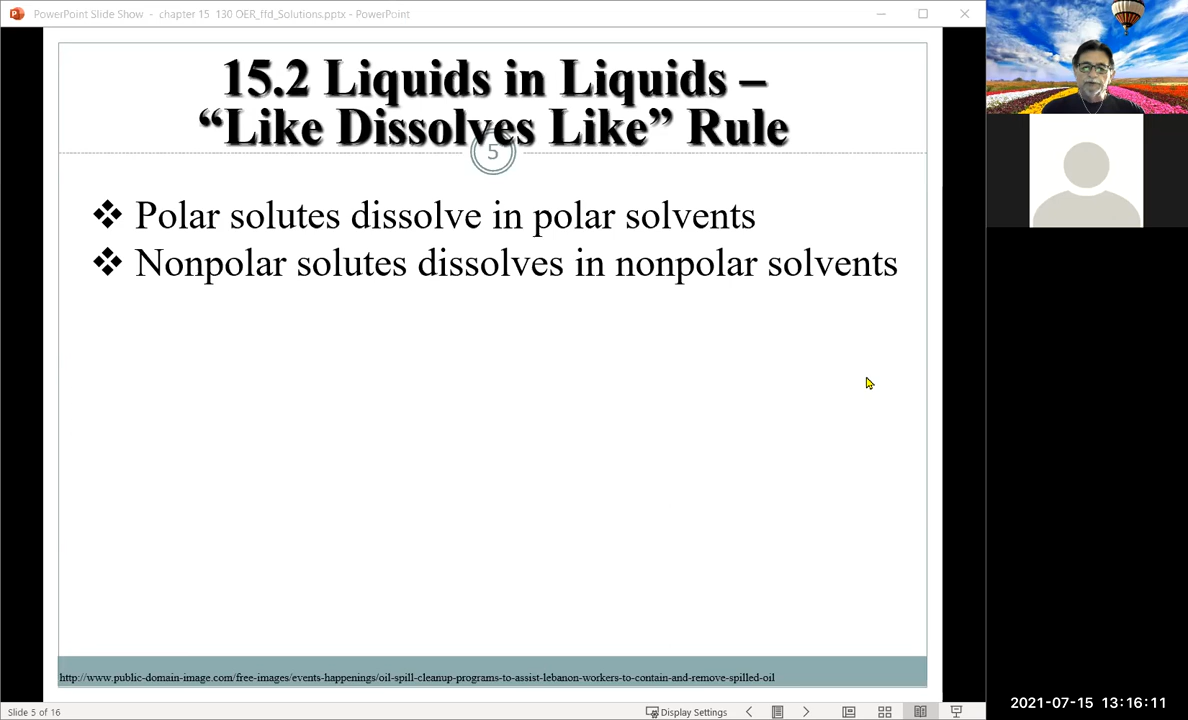 PowerPoint Slide Show - chapter 15 130 OER_ffd_Solutions.pptx - PowerPoint
15.2 Liquids in Liquids –
“Like Dissolves Like” Rule
5
❖ Polar solutes dissolve in polar solvents
❖ Nonpolar solutes dissolves in nonpolar solvents
http://www.public-domain-image.com/free-images/events-happenings/oil-spill-cleanup-programs-to-assist-lebanon-workers-to-contain-and-remove-spilled-oil
Slide 5 of 16
Display Settings
2021-07-15 13:16:11